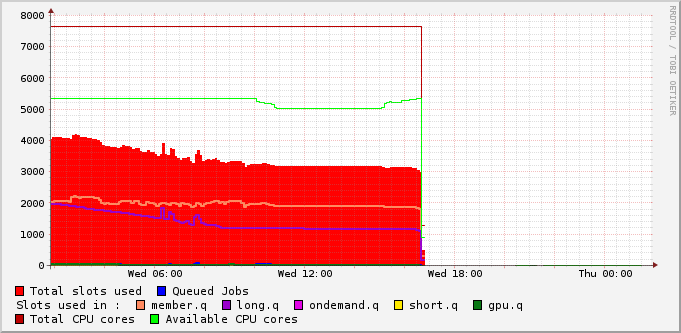 8000
7000
6000
5000
4000
3000
2000
1000
0
Wed 06:00 Wed 12:00 Wed 18:00 Thu 00:00
RRDTOOL / TOBI OETIKER
Total slots used Queued Jobs
Slots used in : member.q long.q ondemand.q short.q gpu.q
Total CPU cores Available CPU cores